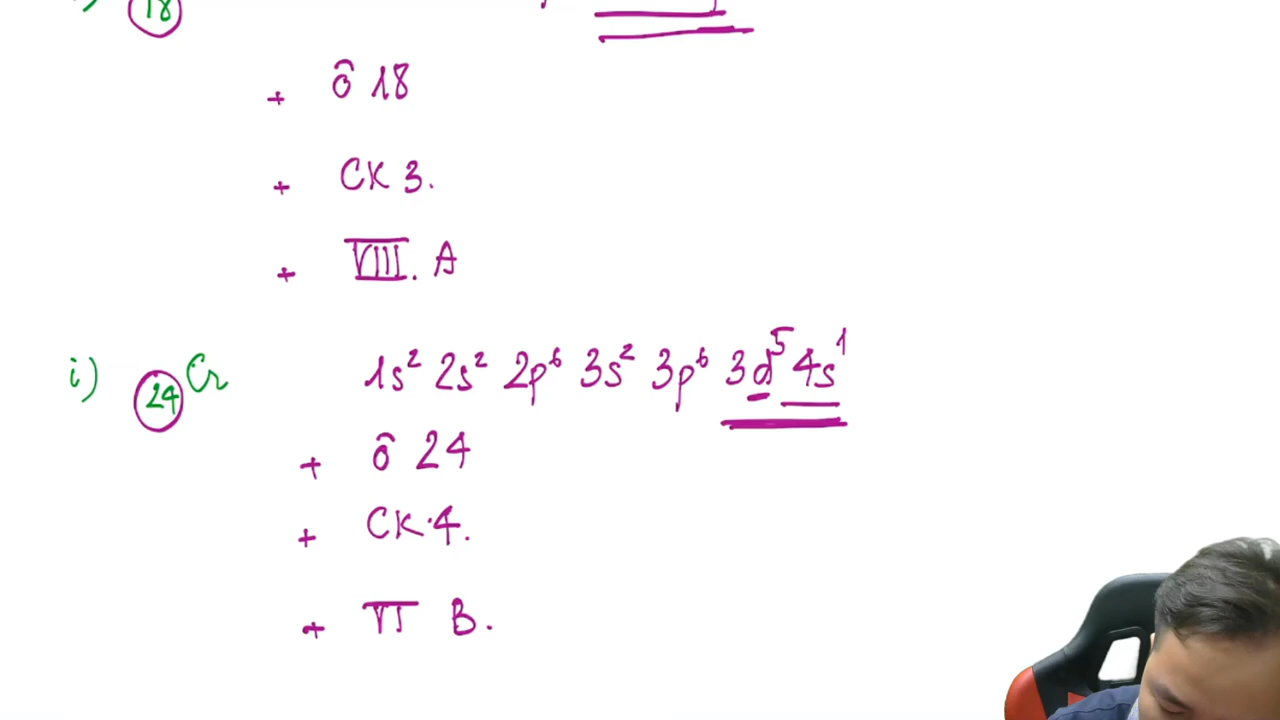 18
+ ô 18
+ CK 3.
+ VIII. A
i) 24 Cr 1s² 2s² 2p⁶ 3s² 3p⁶ 3d⁵ 4s¹
+ ô 24
+ CK 4.
+ VI B.